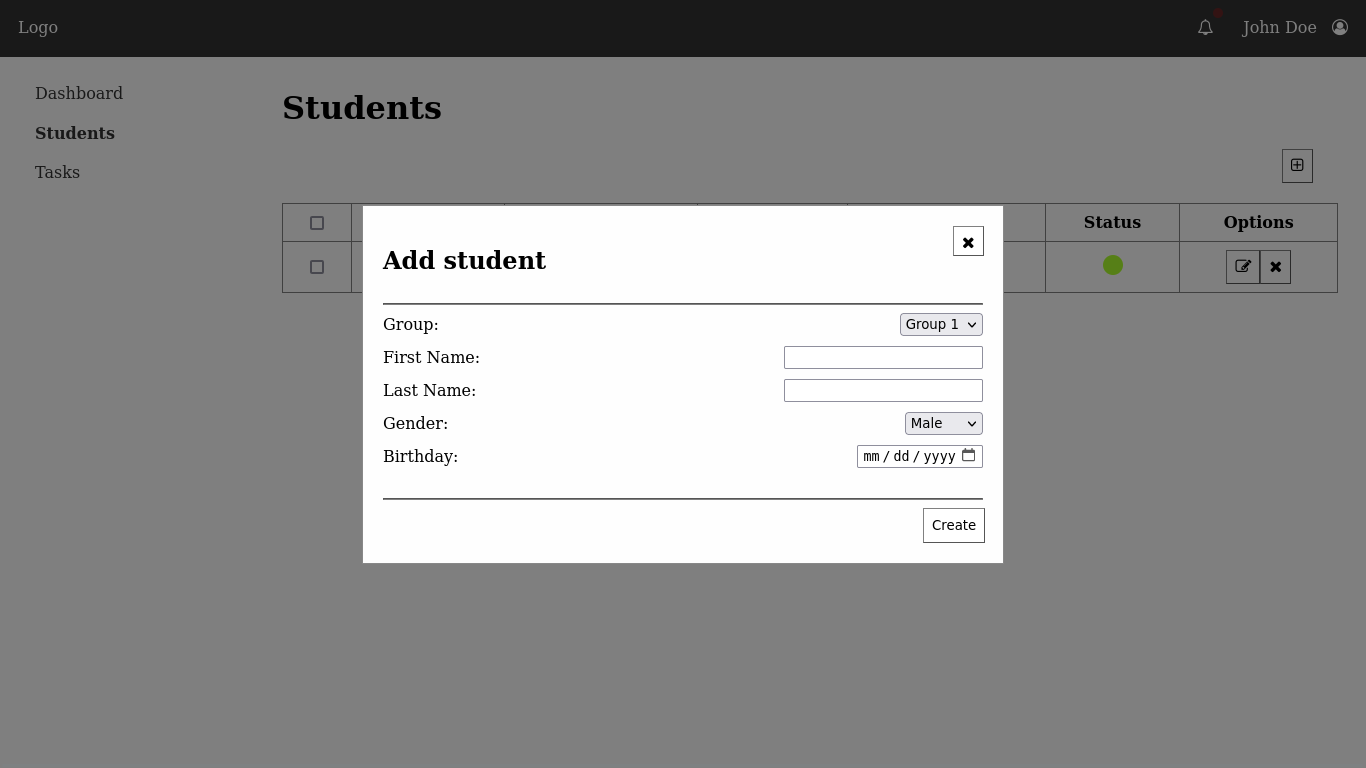 Logo
John Doe
Dashboard
Students
Tasks
Students
Status
Options
Add student
Group:
Group 1
First Name:
Last Name:
Gender:
Male
Birthday:
mm / dd / yyyy
Create